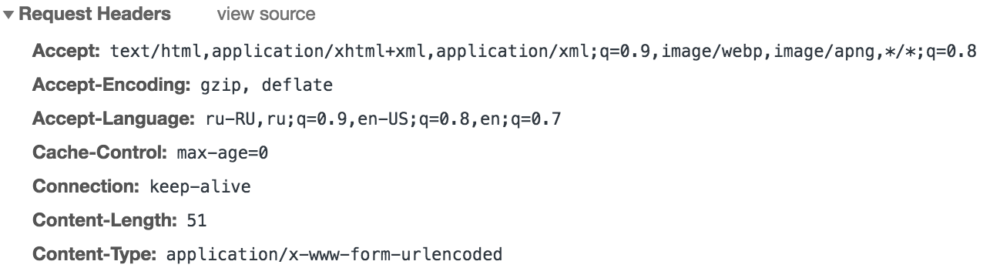 Request Headers view source
Accept: text/html,application/xhtml+xml,application/xml;q=0.9,image/webp,image/apng,*/*;q=0.8
Accept-Encoding: gzip, deflate
Accept-Language: ru-RU,ru;q=0.9,en-US;q=0.8,en;q=0.7
Cache-Control: max-age=0
Connection: keep-alive
Content-Length: 51
Content-Type: application/x-www-form-urlencoded